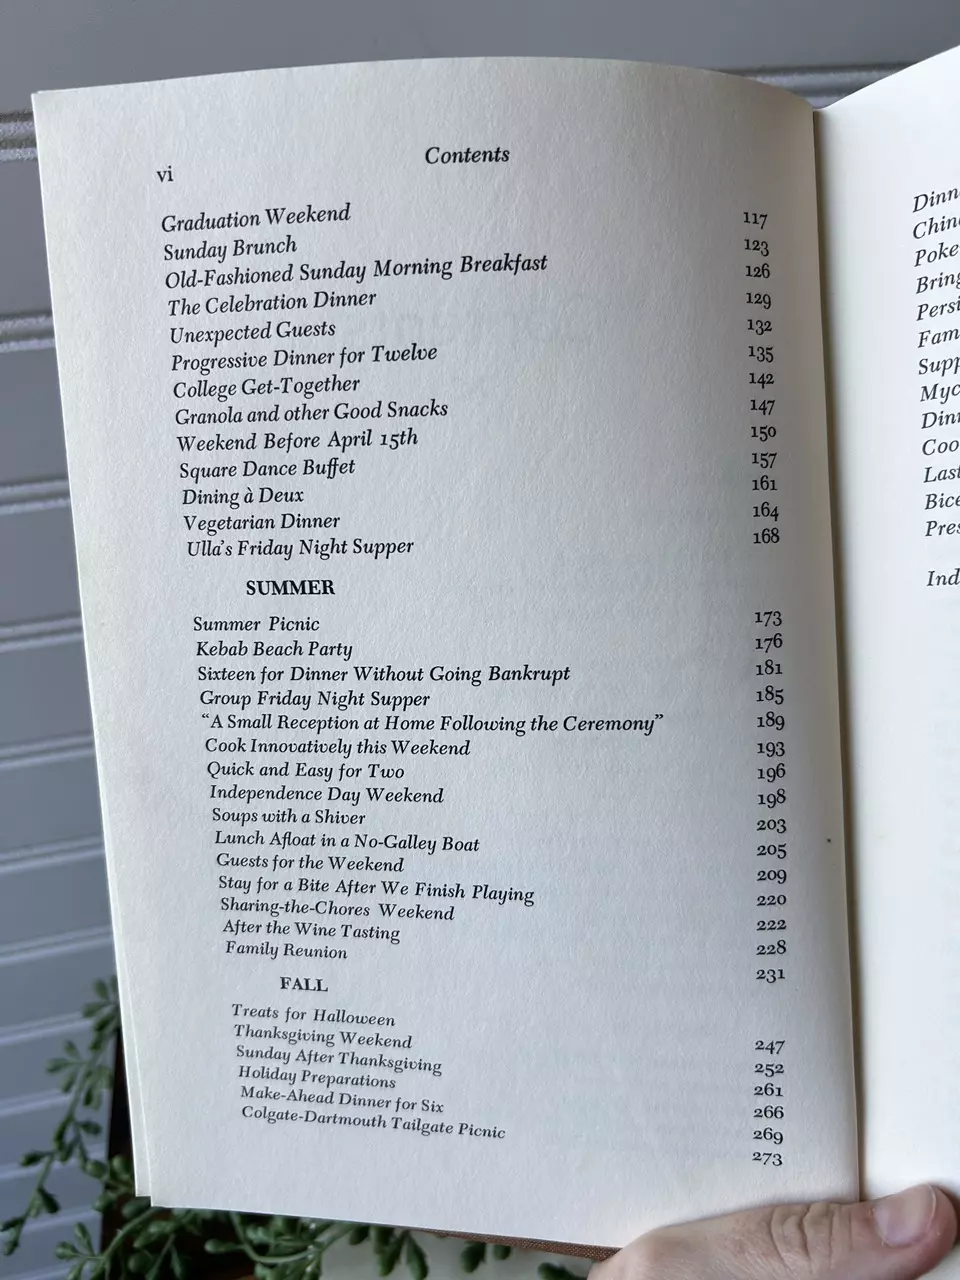 vi
Contents
Graduation Weekend 117
Sunday Brunch 123
Old-Fashioned Sunday Morning Breakfast 126
The Celebration Dinner 129
Unexpected Guests 132
Progressive Dinner for Twelve 135
College Get-Together 142
Granola and other Good Snacks 147
Weekend Before April 15th 150
Square Dance Buffet 157
Dining à Deux 161
Vegetarian Dinner 164
Ulla's Friday Night Supper 168
SUMMER
Summer Picnic 173
Kebab Beach Party 176
Sixteen for Dinner Without Going Bankrupt 181
Group Friday Night Supper 185
“A Small Reception at Home Following the Ceremony” 189
Cook Innovatively this Weekend 193
Quick and Easy for Two 196
Independence Day Weekend 198
Soups with a Shiver 203
Lunch Afloat in a No-Galley Boat 205
Guests for the Weekend 209
Stay for a Bite After We Finish Playing 220
Sharing-the-Chores Weekend 222
After the Wine Tasting 228
Family Reunion 231
FALL
Treats for Halloween 247
Thanksgiving Weekend 252
Sunday After Thanksgiving 261
Holiday Preparations 266
Make-Ahead Dinner for Six 269
Colgate-Dartmouth Tailgate Picnic 273